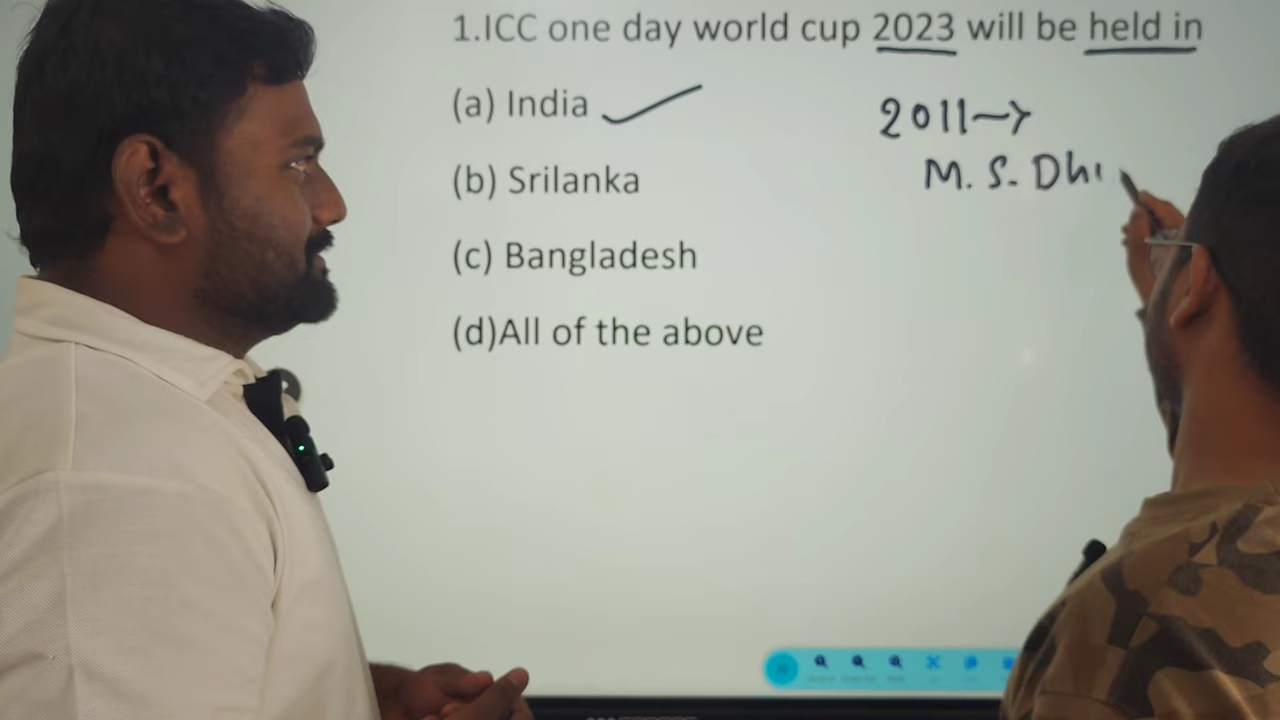 1.ICC one day world cup 2023 will be held in
(a) India
(b) Srilanka
(c) Bangladesh
(d)All of the above
2011→
M. S. Dh